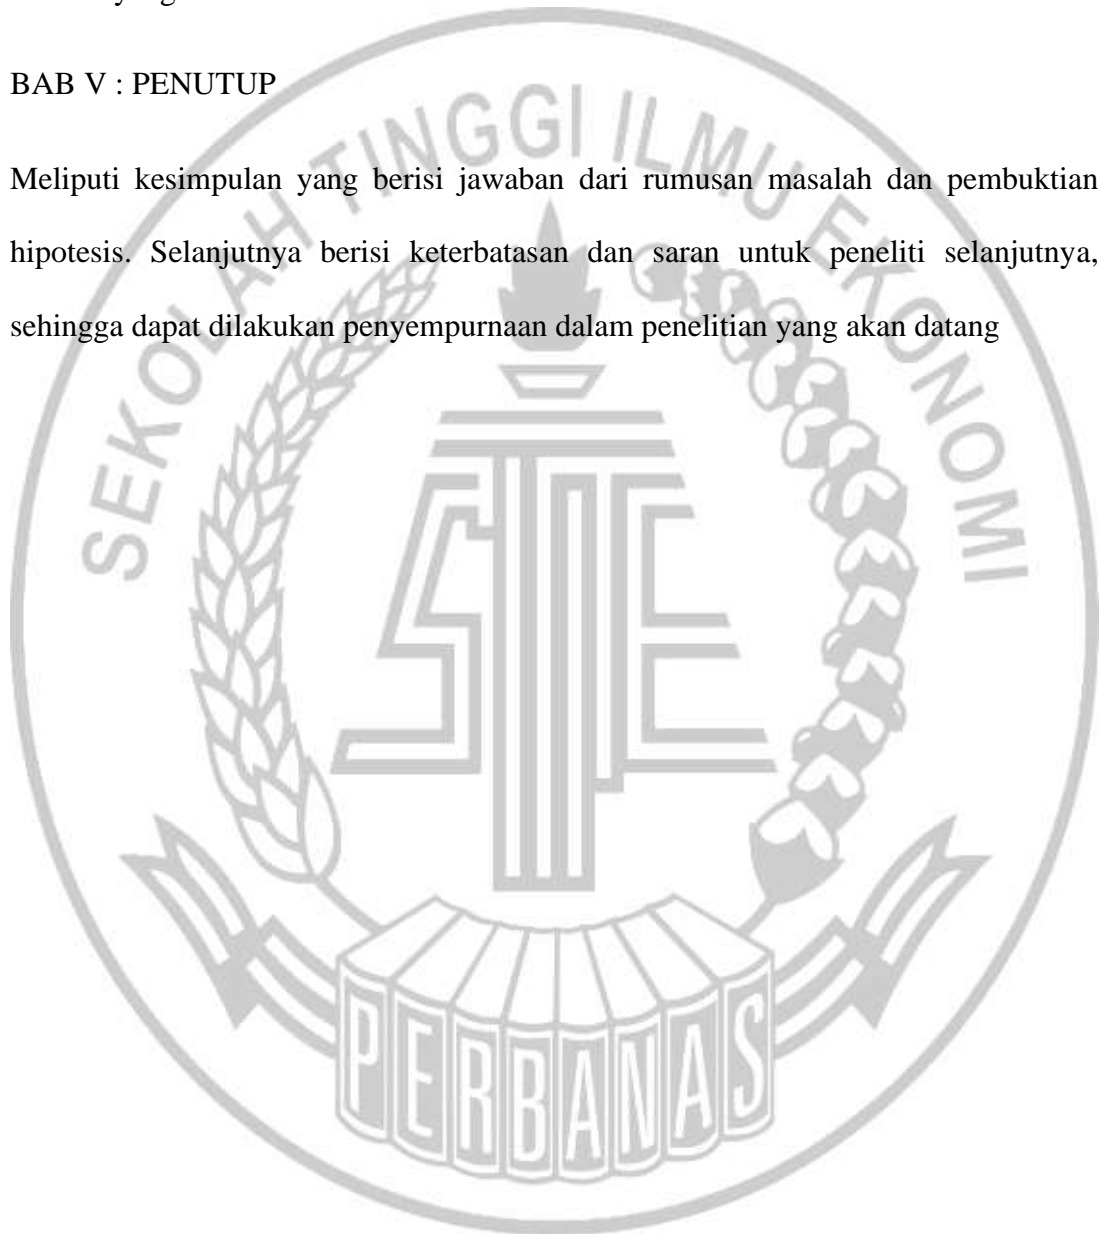 BAB V : PENUTUP
Meliputi kesimpulan yang berisi jawaban dari rumusan masalah dan pembuktian
hipotesis. Selanjutnya berisi keterbatasan dan saran untuk peneliti selanjutnya,
sehingga dapat dilakukan penyempurnaan dalam penelitian yang akan datang
SEKOLAH TINGGI ILMU EKONOMI
STIE
PERBANAS